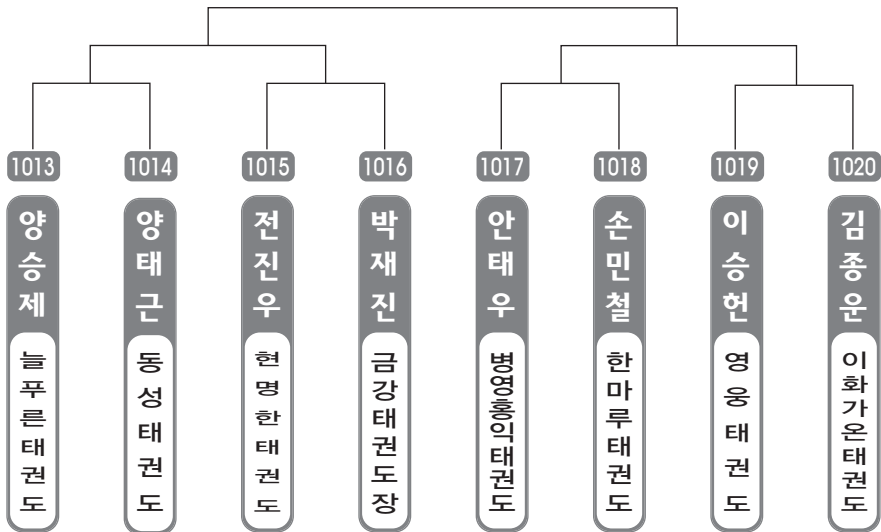 1013
양승제
늘푸른태권도
1014
양태근
동성태권도
1015
전진우
현명한태권도
1016
박재진
금강태권도장
1017
안태우
병영홍익태권도
1018
손민철
한마루태권도
1019
이승헌
영웅태권도
1020
김종운
이화가온태권도